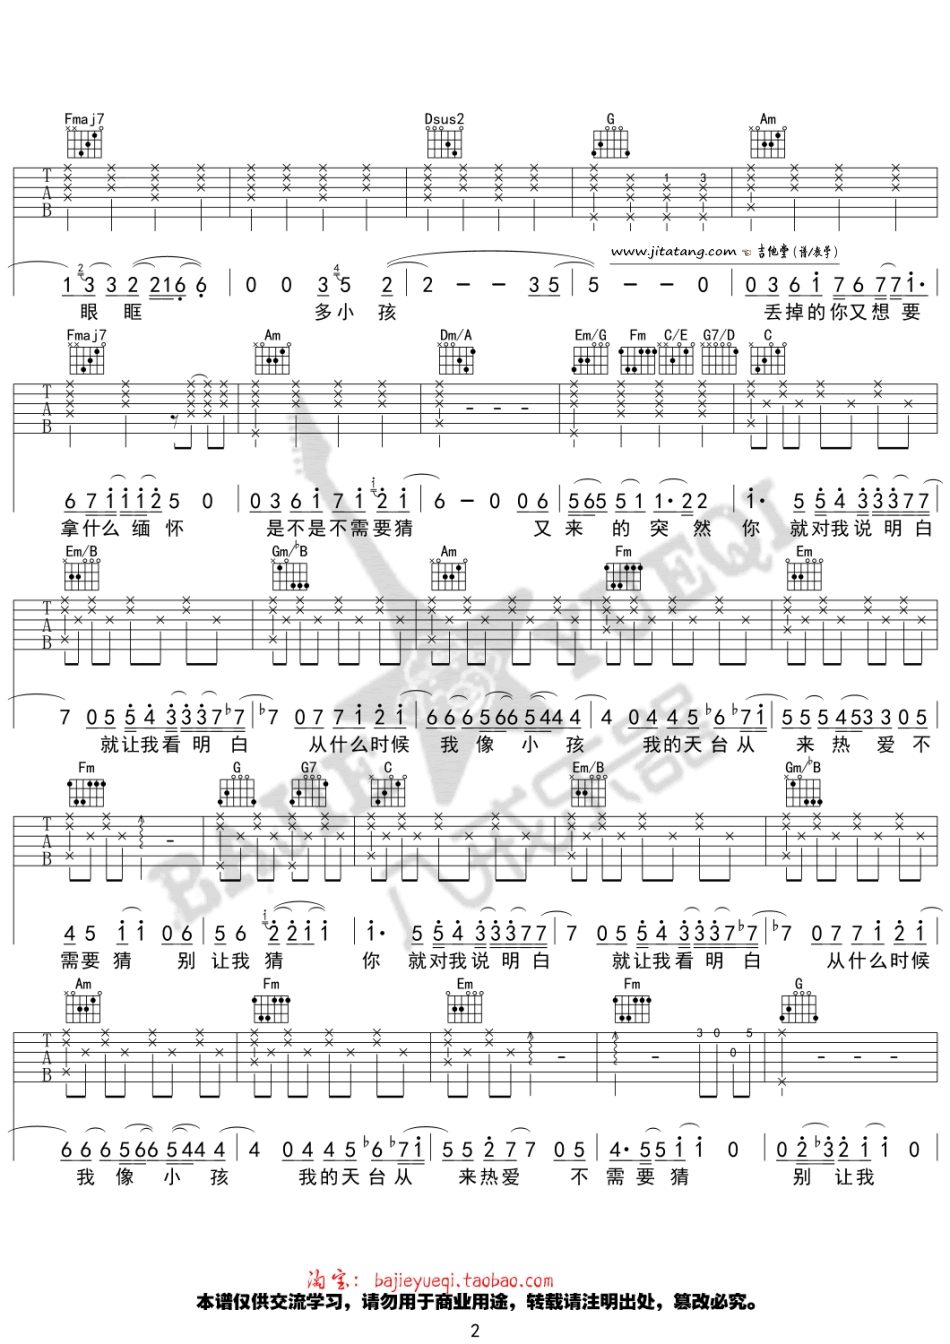 Fmaj7 Dsus2 G Am
T A B
1 3
www.jitatang.com 吉他堂(谱/教学)
1 2 3 3 2 2 1 6 6 0 0 3 4 5 2 2 - - 3 5 5 - - 0 0 3 6 1 7 6 7 7 1·
眼眶 多小孩 丢掉的你又想要
Fmaj7 Am Dm/A Em/G Fm C/E G7/D C
T A B
6 7 1 1 1 2 5 0 0 3 6 1 7 1 i 2 1 6 - 0 0 6 5 6 5 5 1 1· 2 2 1· 5 5 4 3 3 3 7 7
拿什么缅怀 是不是不需要猜 又来的突然你 就对我说明白
Em/B Gm/♭B Am Fm Em
T A B
7 0 5 5 4 3 3 3 7 ♭7 ♭7 0 7 7 1 2 1 6 6 6 5 6 6 5 4 4 4 0 4 4 5 ♭6 ♭7 1 5 5 5 4 5 3 3 0 5
就让我看明白 从什么时候 我像小孩 我的天台从 来热爱不
Fm G G7 C Em/B Gm/♭B
T A B
4 5 1 1 0 6 5 6 i 2 2 1 1 1· 5 5 4 3 3 3 7 7 7 0 5 5 4 3 3 3 7 ♭7 ♭7 0 7 7 1 2 1
需要猜 别让我猜 你 就对我说明白 就让我看明白 从什么时候
Am Fm Em Fm G
T A B
3 0 0 5
6 6 6 5 6 6 5 4 4 4 4 0 4 4 5 ♭6 ♭7 1 5 5 2 7 7 0 5 4· 5 5 1 1 0 0 2 ♭3 2 1 1 0
我像小孩 我的天台从 来热爱 不需要猜 别让我
BAJIE YUEQI
八戒乐器
淘宝: bajieyueqi.taobao.com
本谱仅供交流学习，请勿用于商业用途，转载请注明出处，篡改必究。
2